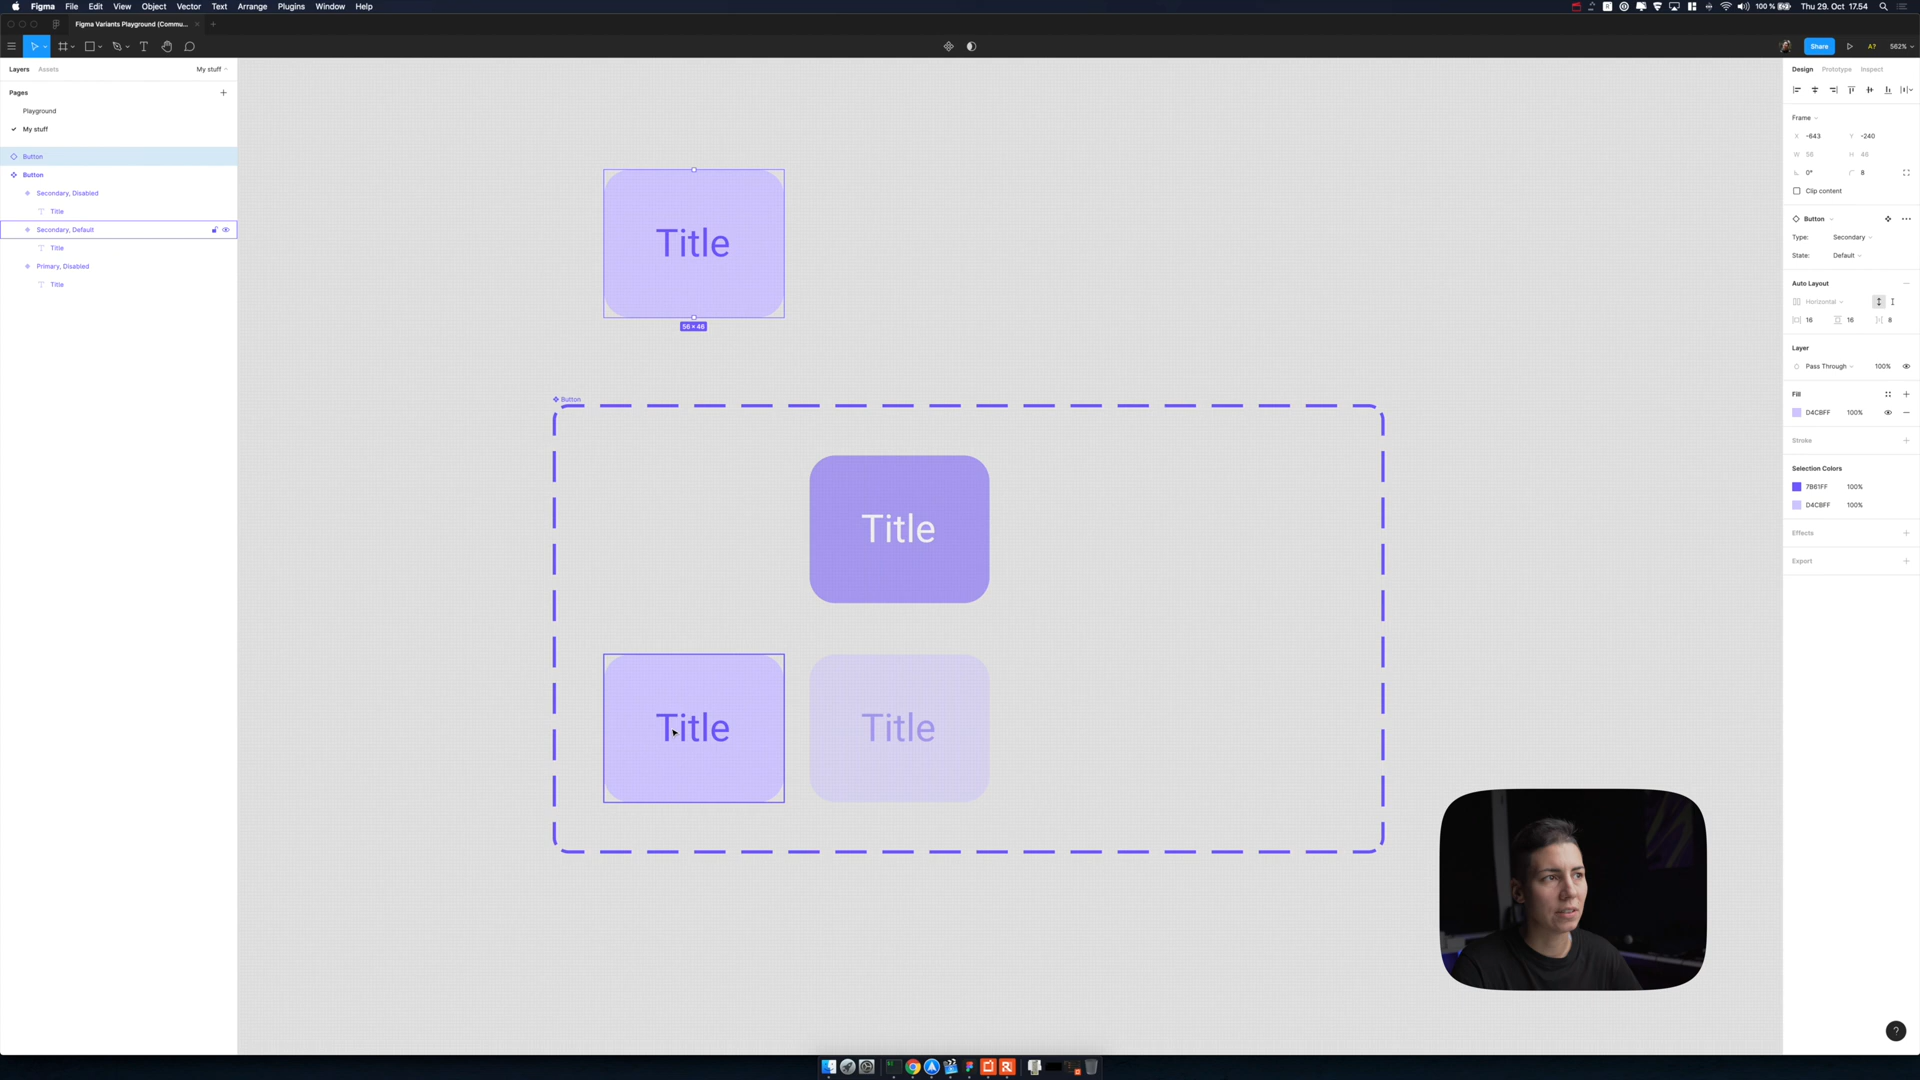 Figma File Edit View Object Vector Text Arrange Plugins Window Help
100 % Thu 29. Oct 17.54
Figma Variants Playground (Commu...
Share A? 562%
Layers Assets My stuff
Pages
Playground
My stuff
Button
Button
Secondary, Disabled
Title
Secondary, Default
Title
Primary, Disabled
Title
Title
56 × 46
Button
Title
Title
Title
Design Prototype Inspect
Frame
X -643 Y -240
W 56 H 46
0° 8
Clip content
Button
Type: Secondary
State: Default
Auto Layout
Horizontal
16 16 8
Layer
Pass Through 100%
Fill
D4CBFF 100%
Stroke
Selection Colors
7B61FF 100%
D4CBFF 100%
Effects
Export
?